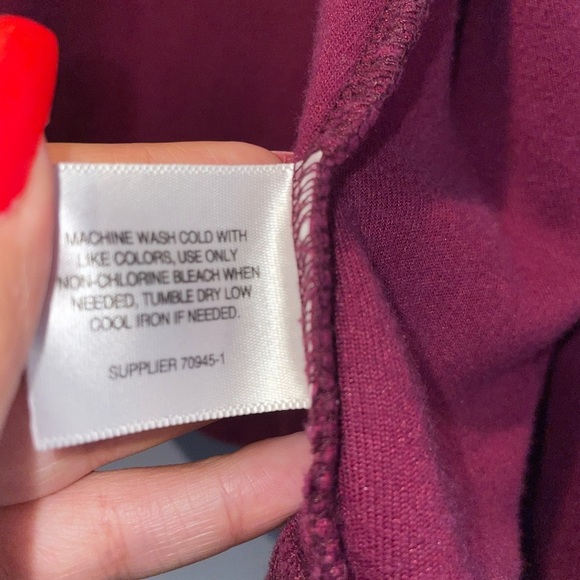 MACHINE WASH COLD WITH
LIKE COLORS, USE ONLY
NON-CHLORINE BLEACH WHEN
NEEDED, TUMBLE DRY LOW
COOL IRON IF NEEDED.
SUPPLIER 70945-1